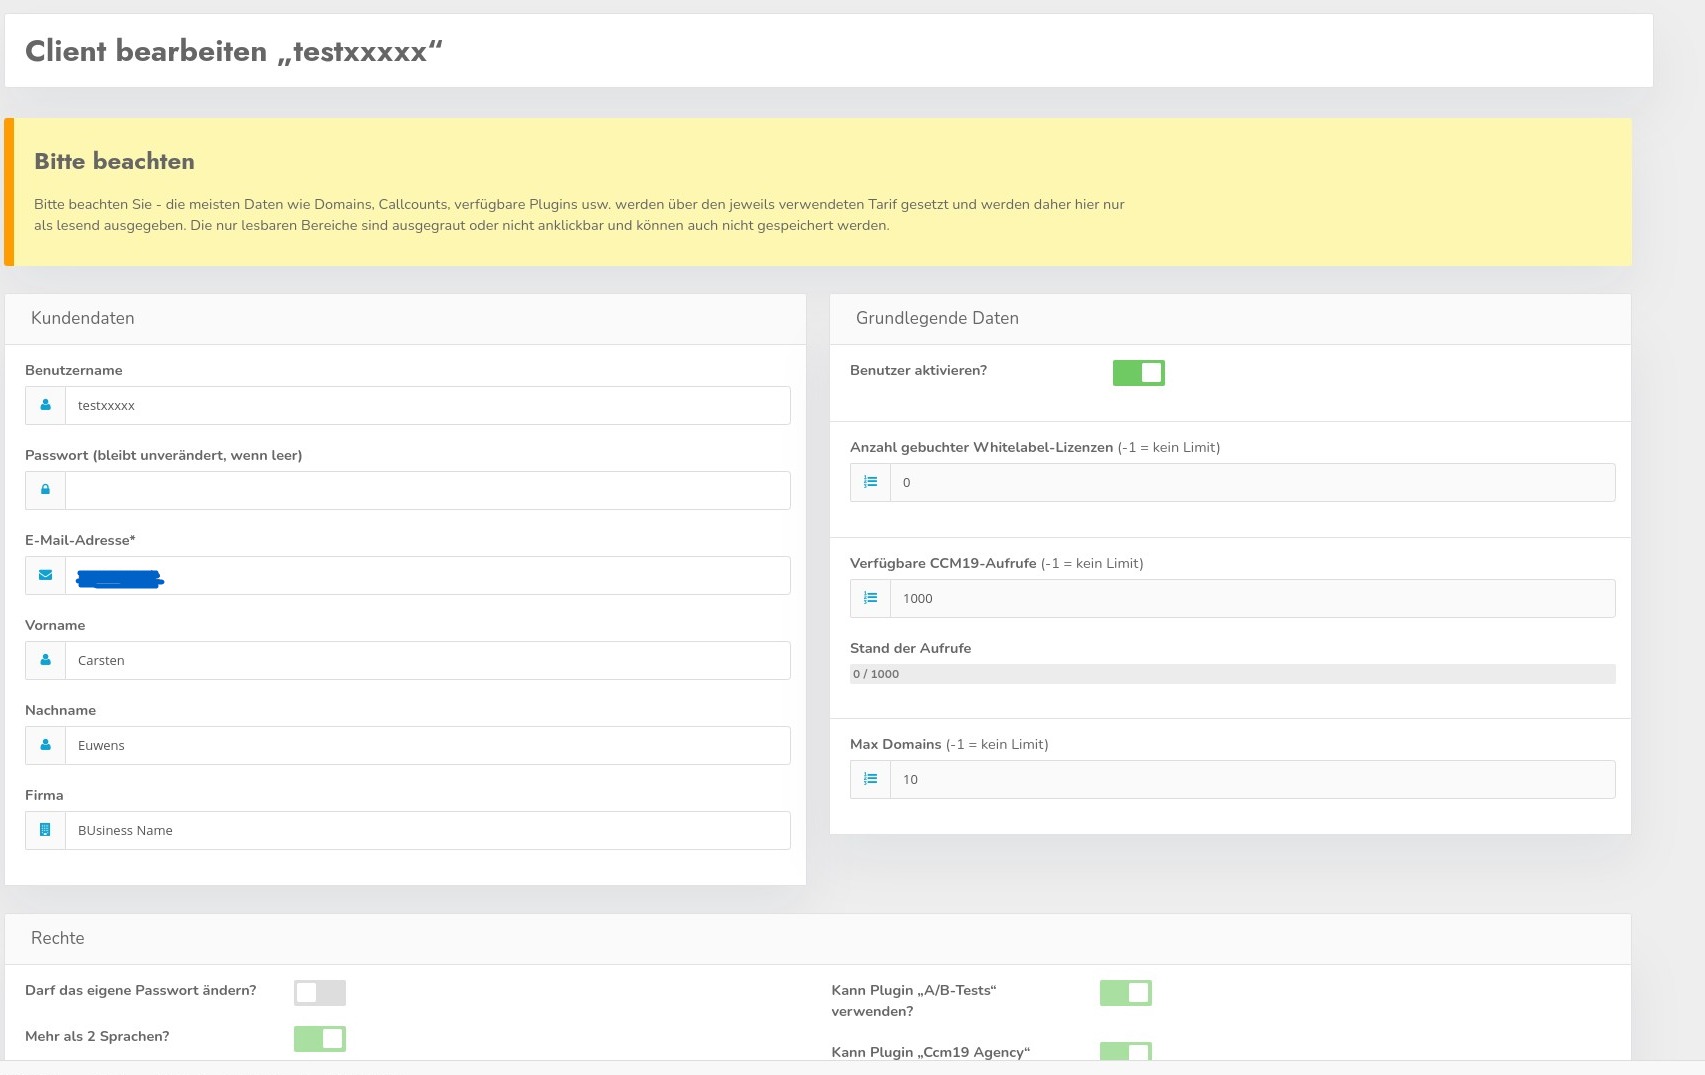 Client bearbeiten „testxxxxx“
Bitte beachten
Bitte beachten Sie - die meisten Daten wie Domains, Callcounts, verfügbare Plugins usw. werden über den jeweils verwendeten Tarif gesetzt und werden daher hier nur
als lesend ausgegeben. Die nur lesbaren Bereiche sind ausgegraut oder nicht anklickbar und können auch nicht gespeichert werden.
Kundendaten
Benutzername
testxxxxx
Passwort (bleibt unverändert, wenn leer)
E-Mail-Adresse*
Vorname
Carsten
Nachname
Euwens
Firma
BUsiness Name
Grundlegende Daten
Benutzer aktivieren?
Anzahl gebuchter Whitelabel-Lizenzen (-1 = kein Limit)
0
Verfügbare CCM19-Aufrufe (-1 = kein Limit)
1000
Stand der Aufrufe
0 / 1000
Max Domains (-1 = kein Limit)
10
Rechte
Darf das eigene Passwort ändern?
Mehr als 2 Sprachen?
Kann Plugin „A/B-Tests“
verwenden?
Kann Plugin „Ccm19 Agency“